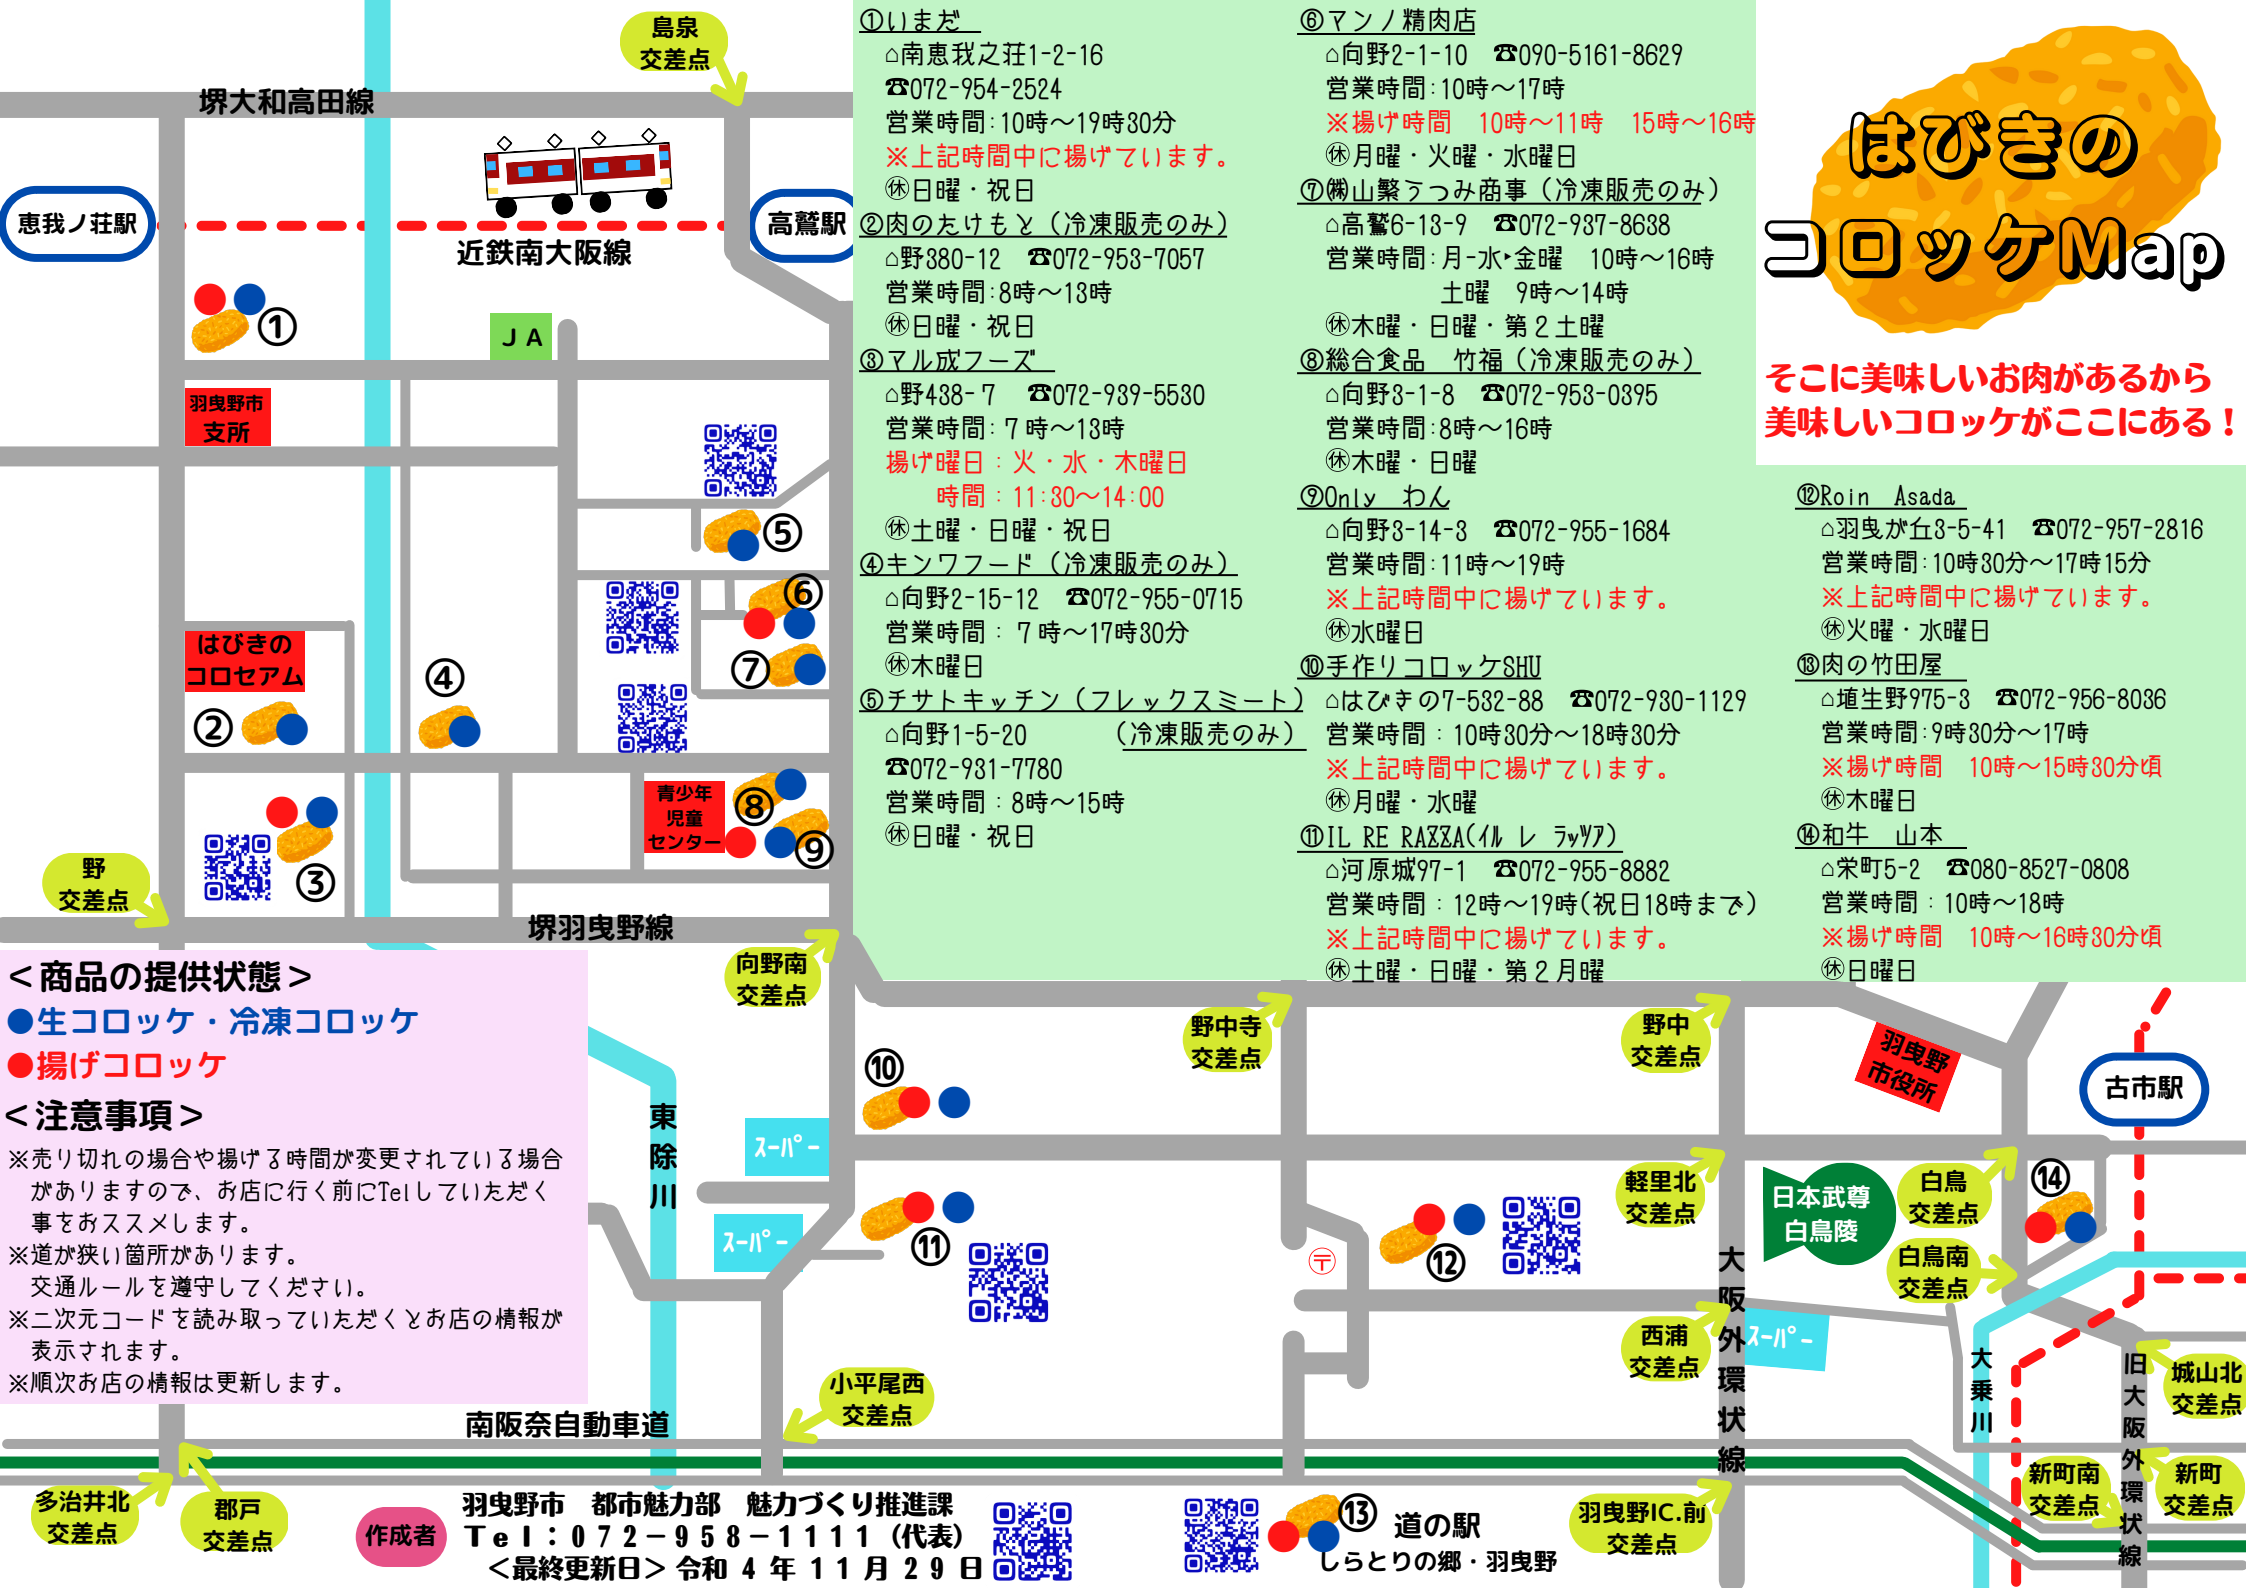 はびきの
コロッケMap
そこに美味しいお肉があるから
美味しいコロッケがここにある！
①いまだ
⌂南恵我之荘1-2-16
☎072-954-2524
営業時間:10時～19時30分
※上記時間中に揚げています。
㊡日曜・祝日
②肉のたけもと（冷凍販売のみ）
⌂野380-12　☎072-953-7057
営業時間:8時～13時
㊡日曜・祝日
③マル成フーズ
⌂野438-７　☎072-939-5530
営業時間:７時～13時
揚げ曜日：火・水・木曜日
時間：11:30～14:00
㊡土曜・日曜・祝日
④キンワフード（冷凍販売のみ）
⌂向野2-15-12　☎072-955-0715
営業時間：７時～17時30分
㊡木曜日
⑤チサトキッチン（フレックスミート）
⌂向野1-5-20　（冷凍販売のみ）
☎072-931-7780
営業時間：8時～15時
㊡日曜・祝日
⑥マンノ精肉店
⌂向野2-1-10　☎090-5161-8629
営業時間:10時～17時
※揚げ時間　10時～11時　15時～16時
㊡月曜・火曜・水曜日
⑦㈱山繁うつみ商事（冷凍販売のみ）
⌂高鷲6-13-9　☎072-937-8638
営業時間:月-水･金曜　10時～16時
土曜　9時～14時
㊡木曜・日曜・第２土曜
⑧総合食品　竹福（冷凍販売のみ）
⌂向野3-1-8　☎072-953-0395
営業時間:8時～16時
㊡木曜・日曜
⑨Only　わん
⌂向野3-14-3　☎072-955-1684
営業時間:11時～19時
※上記時間中に揚げています。
㊡水曜日
⑩手作りコロッケSHU
⌂はびきの7-532-88　☎072-930-1129
営業時間：10時30分～18時30分
※上記時間中に揚げています。
㊡月曜・水曜
⑪IL RE RAZZA(ｲﾙ ﾚ ﾗｯﾂｱ)
⌂河原城97-1　☎072-955-8882
営業時間：12時～19時(祝日18時まで)
※上記時間中に揚げています。
㊡土曜・日曜・第２月曜
⑫Roin　Asada
⌂羽曳が丘3-5-41　☎072-957-2816
営業時間:10時30分～17時15分
※上記時間中に揚げています。
㊡火曜・水曜日
⑬肉の竹田屋
⌂埴生野975-3　☎072-956-8036
営業時間:9時30分～17時
※揚げ時間　10時～15時30分頃
㊡木曜日
⑭和牛　山本
⌂栄町5-2　☎080-8527-0808
営業時間：10時～18時
※揚げ時間　10時～16時30分頃
㊡日曜日
島泉
交差点
堺大和高田線
恵我ノ荘駅
近鉄南大阪線
高鷲駅
①
ＪＡ
羽曳野市
支所
⑤
⑥
⑦
はびきの
コロセアム
④
②
青少年
児童
センター
⑧
⑨
③
野
交差点
堺羽曳野線
向野南
交差点
＜商品の提供状態＞
●生コロッケ・冷凍コロッケ
●揚げコロッケ
＜注意事項＞
※売り切れの場合や揚げる時間が変更されている場合
がありますので、お店に行く前にTelしていただく
事をおススメします。
※道が狭い箇所があります。
交通ルールを遵守してください。
※二次元コードを読み取っていただくとお店の情報が
表示されます。
※順次お店の情報は更新します。
東除川
⑩
ｽｰﾊﾟｰ
ｽｰﾊﾟｰ
⑪
野中寺
交差点
野中
交差点
羽曳野
市役所
古市駅
軽里北
交差点
日本武尊
白鳥陵
白鳥
交差点
⑭
白鳥南
交差点
〒
⑫
大阪外環状線
西浦
交差点
ｽｰﾊﾟｰ
大乗川
旧大阪外環状線
城山北
交差点
小平尾西
交差点
南阪奈自動車道
多治井北
交差点
郡戸
交差点
新町南
交差点
新町
交差点
羽曳野IC.前
交差点
⑬
道の駅
しらとりの郷・羽曳野
作成者
羽曳野市　都市魅力部　魅力づくり推進課
Ｔｅｌ：０７２－９５８－１１１１（代表）
＜最終更新日＞令和４年１１月２９日